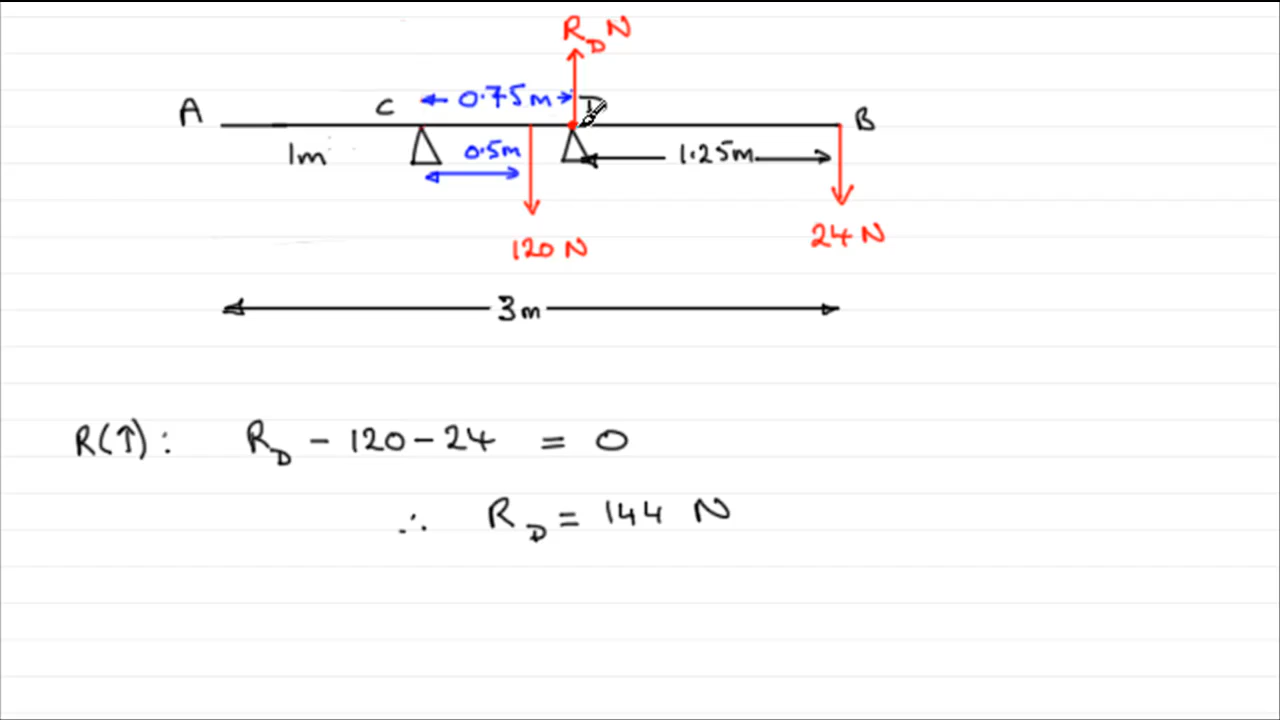 R_D N
A C 0.75m D B
1m 0.5m 1.25m
120 N 24 N
3m
R(↑): R_D - 120 - 24 = 0
∴ R_D = 144 N